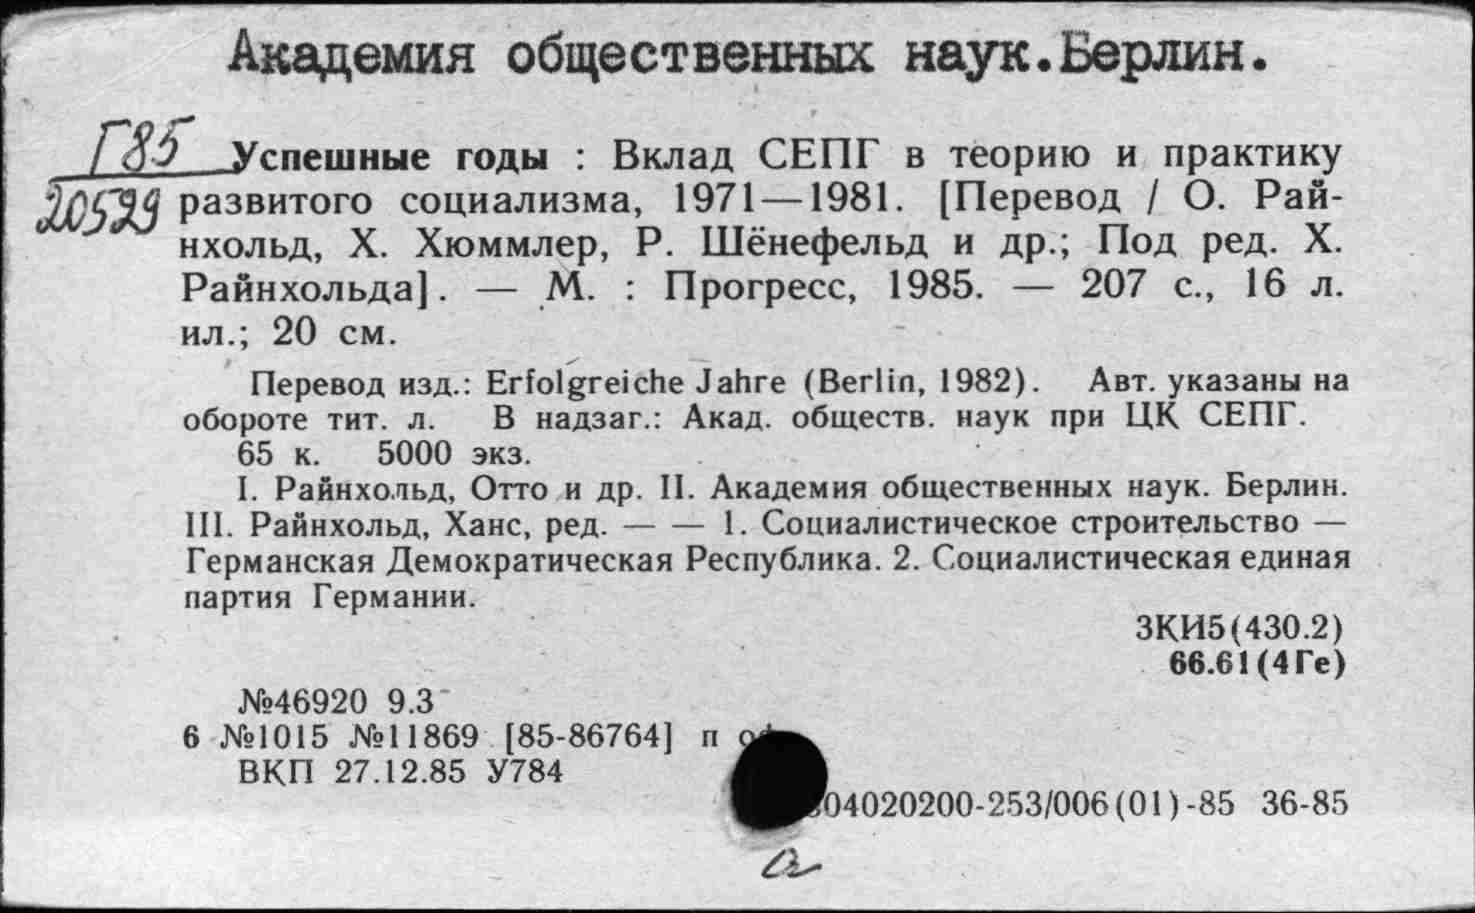 Академия общественных наук.Берлин.
Г85
20529
Успешные годы : Вклад СЕПГ в теорию и практику
развитого социализма, 1971—1981. [Перевод / О. Рай-
нхольд, Х. Хюммлер, Р. Шёнефельд и др.; Под ред. Х.
Райнхольда]. — М. : Прогресс, 1985. — 207 с., 16 л.
ил.; 20 см.
Перевод изд.: Erfolgreiche Jahre (Berlin, 1982). Авт. указаны на
обороте тит. л. В надзаг.: Акад. обществ. наук при ЦК СЕПГ.
65 к. 5000 экз.
I. Райнхольд, Отто и др. II. Академия общественных наук. Берлин.
III. Райнхольд, Ханс, ред. — — 1. Социалистическое строительство —
Германская Демократическая Республика. 2. Социалистическая единая
партия Германии.
3КИ5(430.2)
66.61(4Ге)
№46920 9.3
6 №1015 №11869 [85-86764] п
ВКП 27.12.85 У784
04020200-253/006(01)-85 36-85